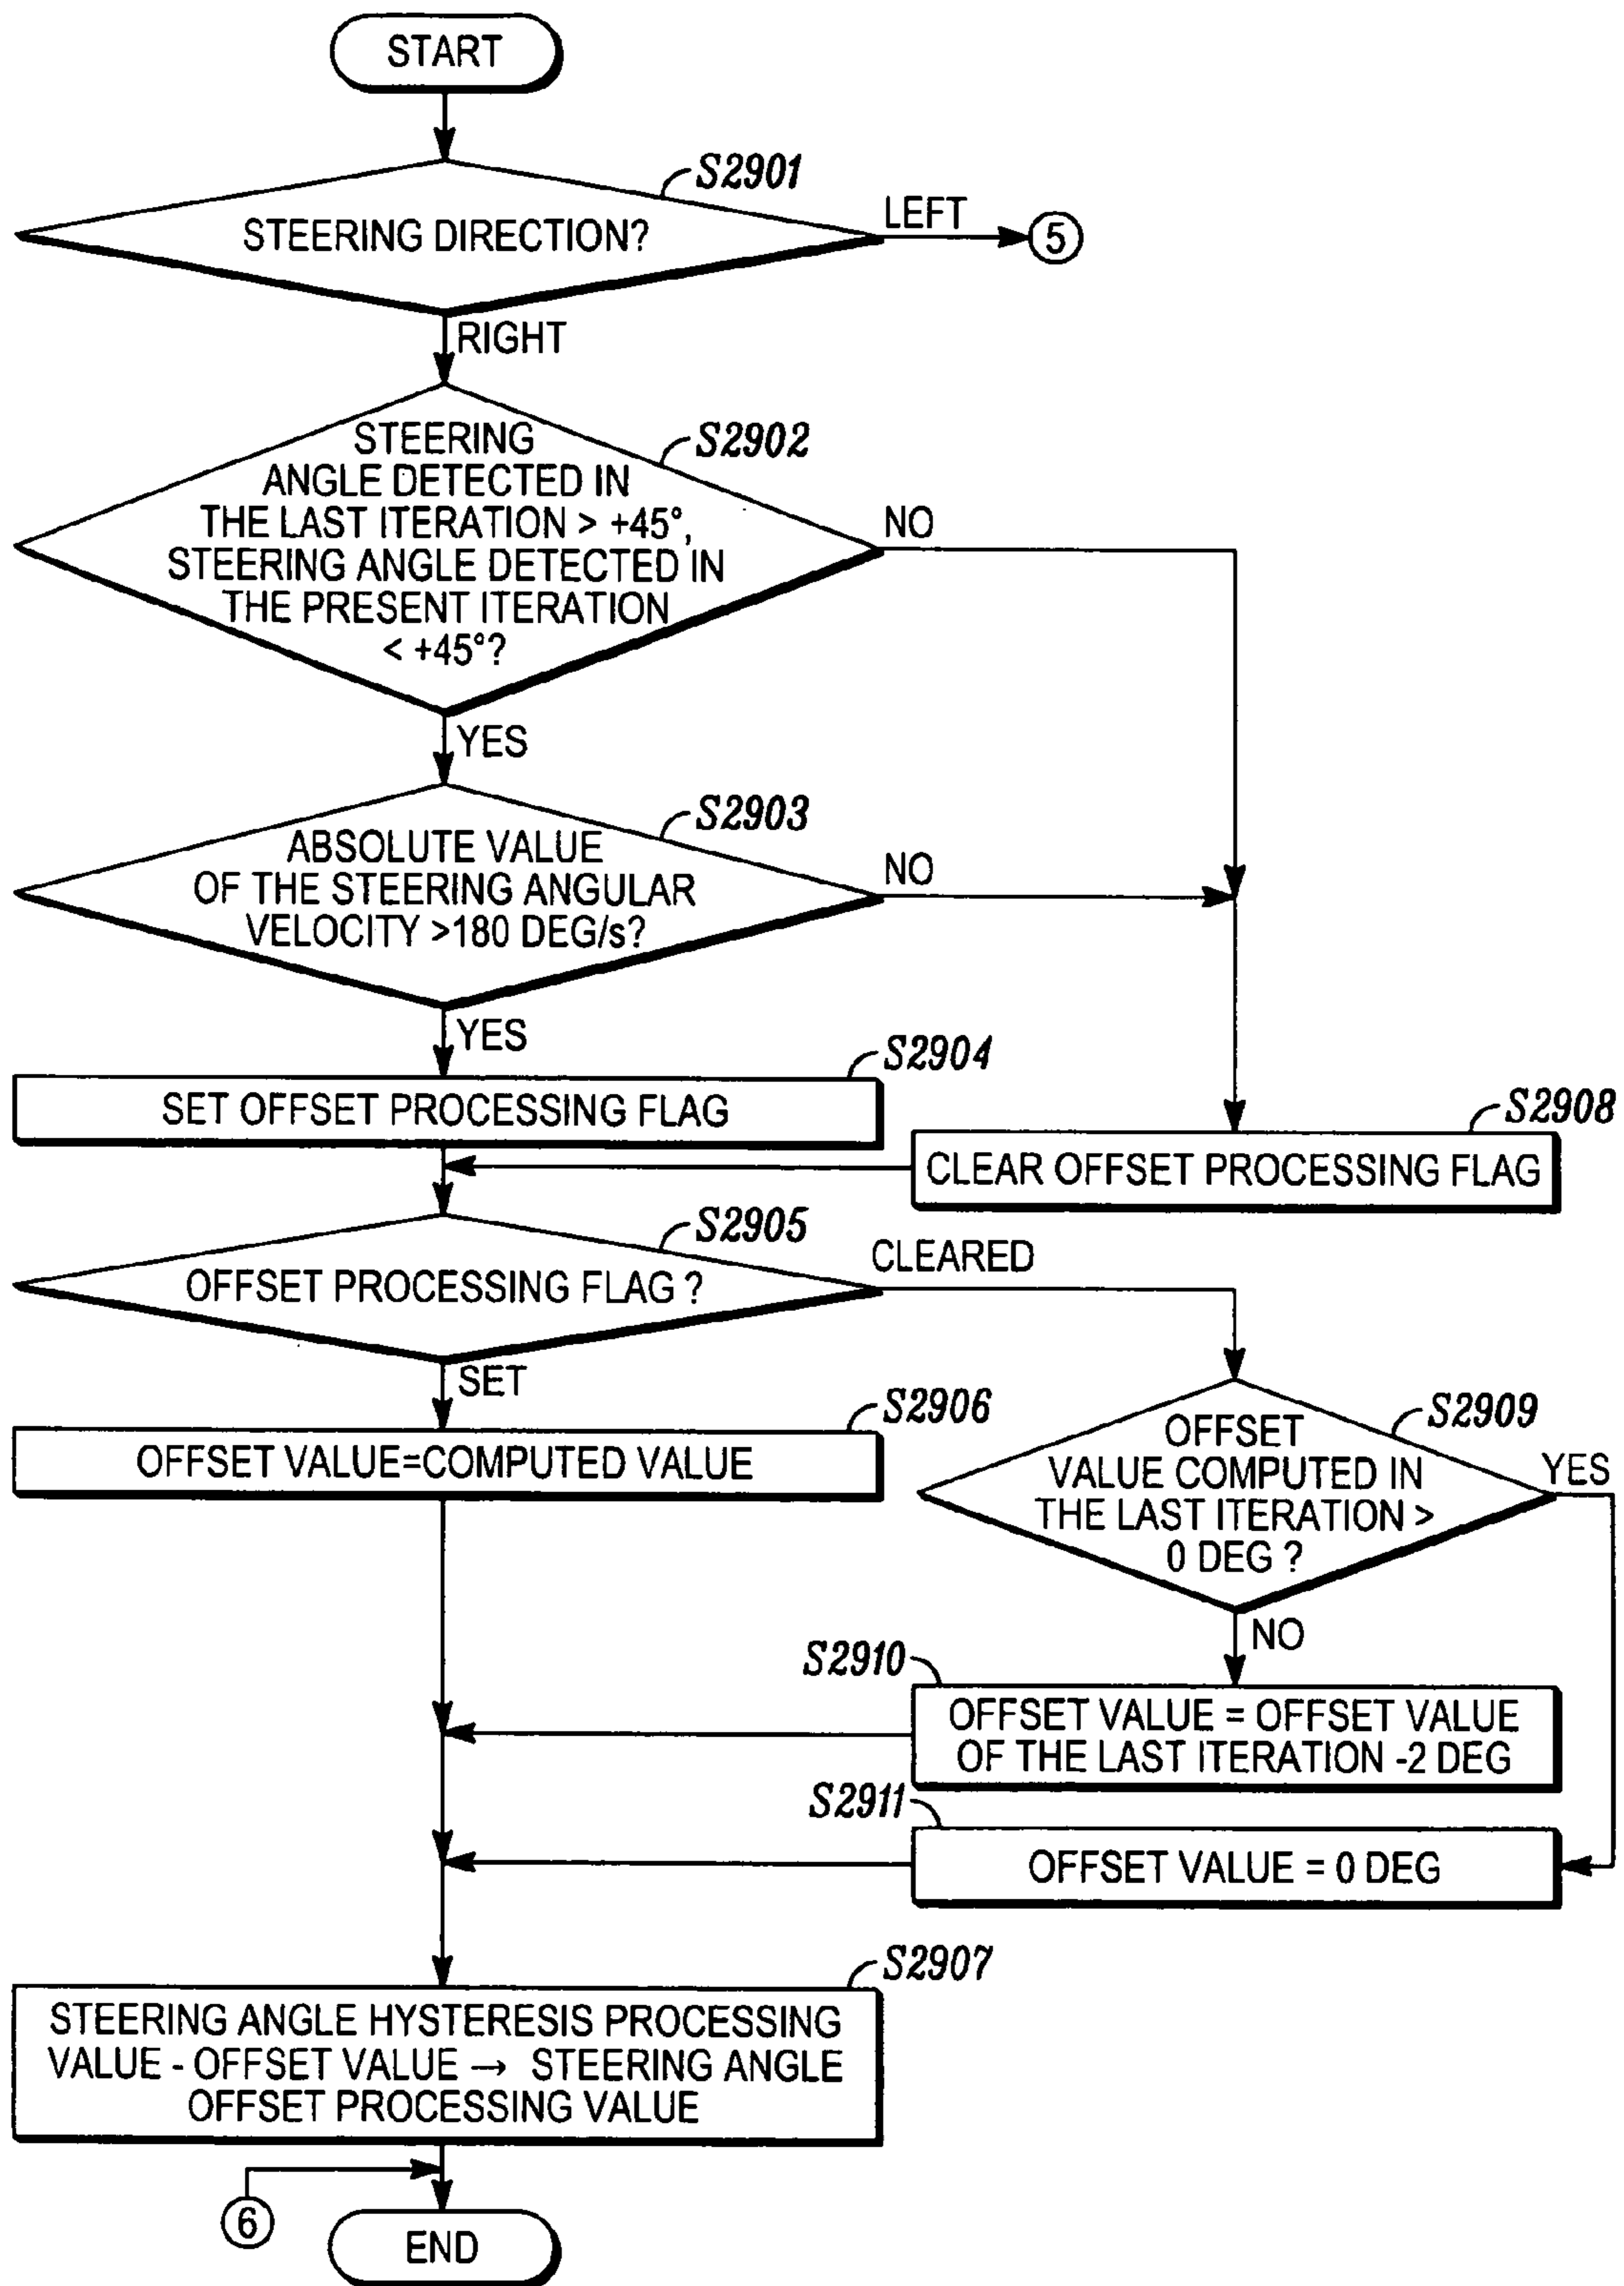 START
S2901
STEERING DIRECTION?
LEFT
5
RIGHT
S2902
STEERING
ANGLE DETECTED IN
THE LAST ITERATION > +45°,
STEERING ANGLE DETECTED IN
THE PRESENT ITERATION
< +45°?
NO
YES
S2903
ABSOLUTE VALUE
OF THE STEERING ANGULAR
VELOCITY >180 DEG/s?
NO
YES
S2904
SET OFFSET PROCESSING FLAG
S2908
CLEAR OFFSET PROCESSING FLAG
S2905
OFFSET PROCESSING FLAG ?
CLEARED
SET
S2906
OFFSET VALUE=COMPUTED VALUE
S2909
OFFSET
VALUE COMPUTED IN
THE LAST ITERATION >
0 DEG ?
YES
NO
S2910
OFFSET VALUE = OFFSET VALUE
OF THE LAST ITERATION -2 DEG
S2911
OFFSET VALUE = 0 DEG
S2907
STEERING ANGLE HYSTERESIS PROCESSING
VALUE - OFFSET VALUE → STEERING ANGLE
OFFSET PROCESSING VALUE
6
END